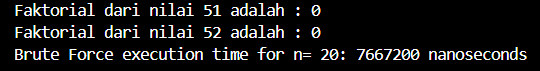 Faktorial dari nilai 51 adalah : 0
Faktorial dari nilai 52 adalah : 0
Brute Force execution time for n= 20: 7667200 nanoseconds